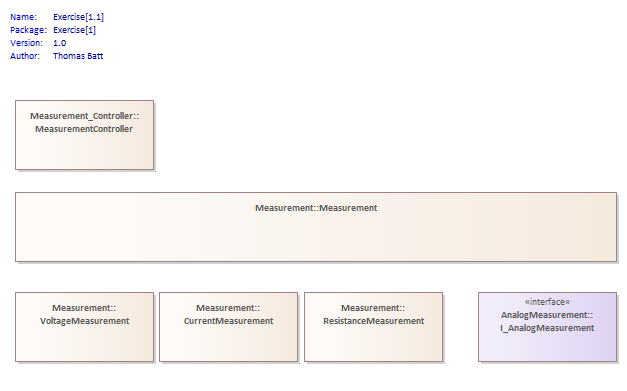 Name: Exercise[1.1]
Package: Exercise[1]
Version: 1.0
Author: Thomas Batt
Measurement_Controller::
MeasurementController
Measurement::Measurement
Measurement::
VoltageMeasurement
Measurement::
CurrentMeasurement
Measurement::
ResistanceMeasurement
«interface»
AnalogMeasurement::
I_AnalogMeasurement